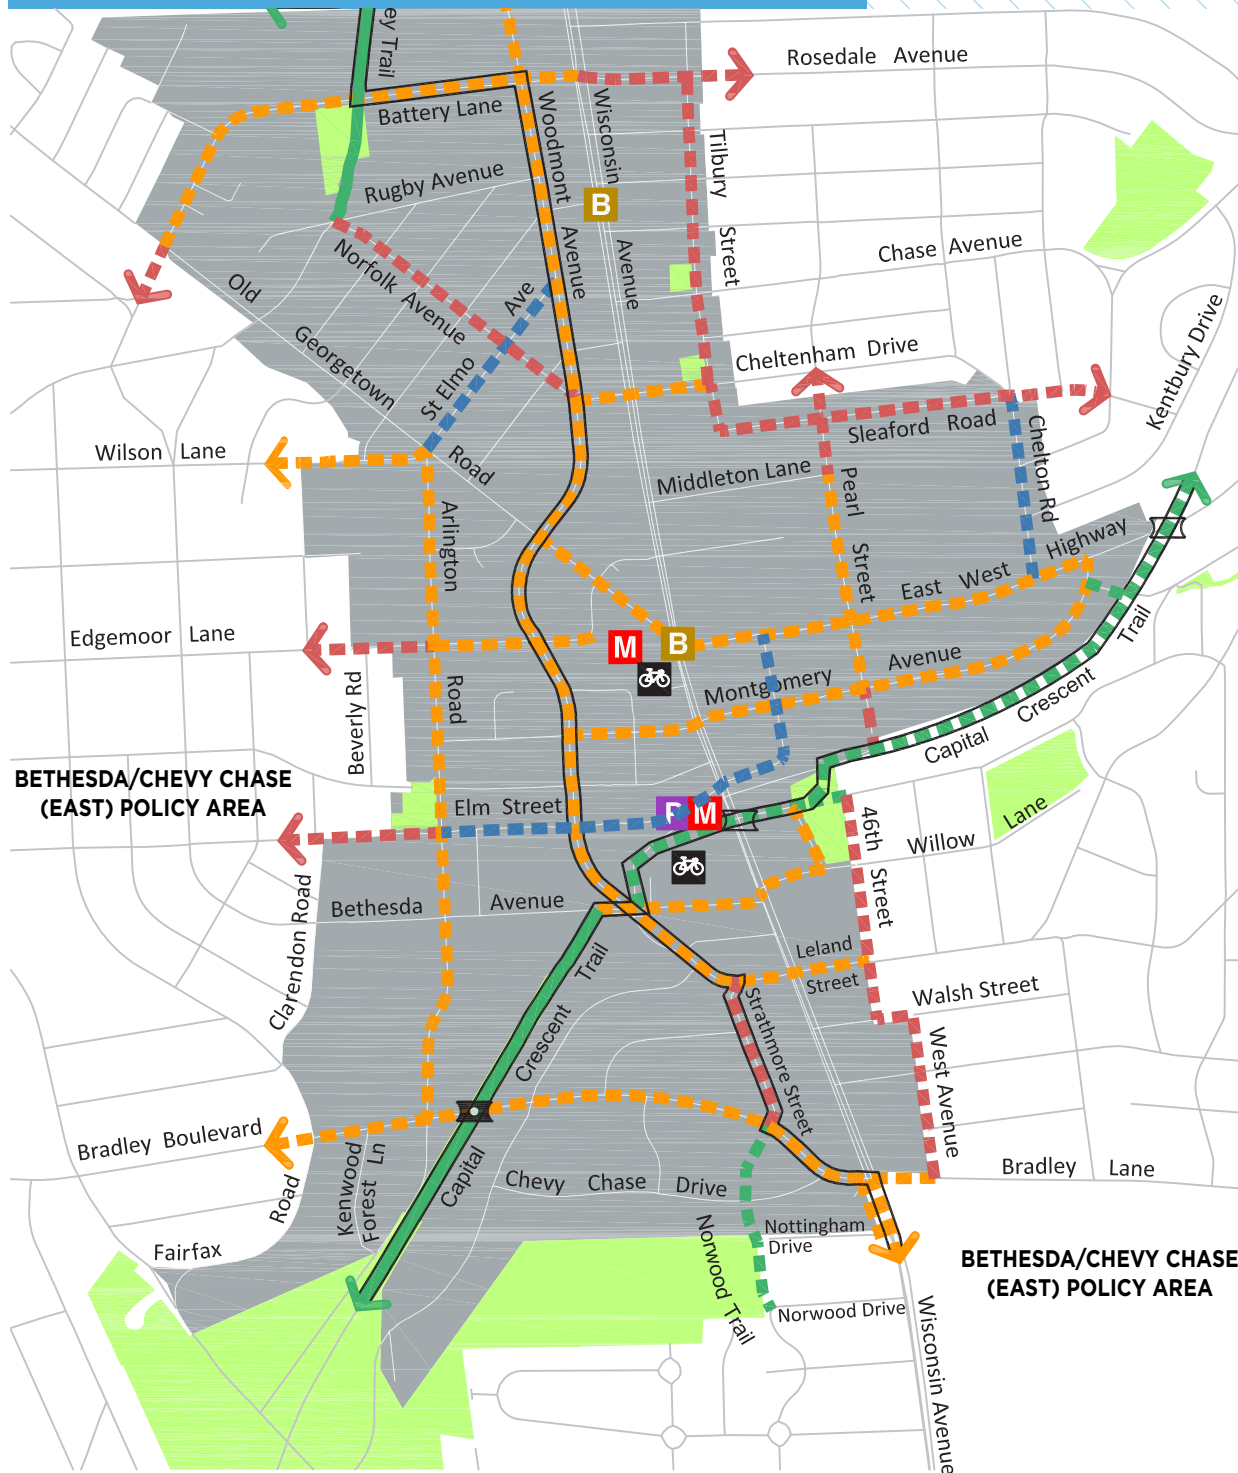 ey Trail
Rosedale Avenue
Battery Lane
Woodmont
Avenue
Wisconsin
Avenue
Tilbury
Street
Rugby Avenue
B
Chase Avenue
Norfolk Avenue
Old
Georgetown
Road
St Elmo
Ave
Cheltenham Drive
Kentbury Drive
Sleaford Road
Wilson Lane
Middleton Lane
Pearl
Street
Chelton Rd
Arlington
Road
East West
Highway
Edgemoor Lane
M
B
Beverly Rd
Montgomery
Avenue
Capital
Crescent
Trail
BETHESDA/CHEVY CHASE
(EAST) POLICY AREA
Elm Street
P
M
46th
Street
Willow
Lane
Clarendon Road
Bethesda
Avenue
Trail
Crescent
Capital
Leland
Street
Walsh Street
Strathmore Street
West Avenue
Bradley Boulevard
Bradley Lane
Road
Kenwood
Forest Ln
Chevy Chase Drive
Fairfax
Norwood Trail
Nottingham
Drive
Norwood Drive
BETHESDA/CHEVY CHASE
(EAST) POLICY AREA
Wisconsin Avenue